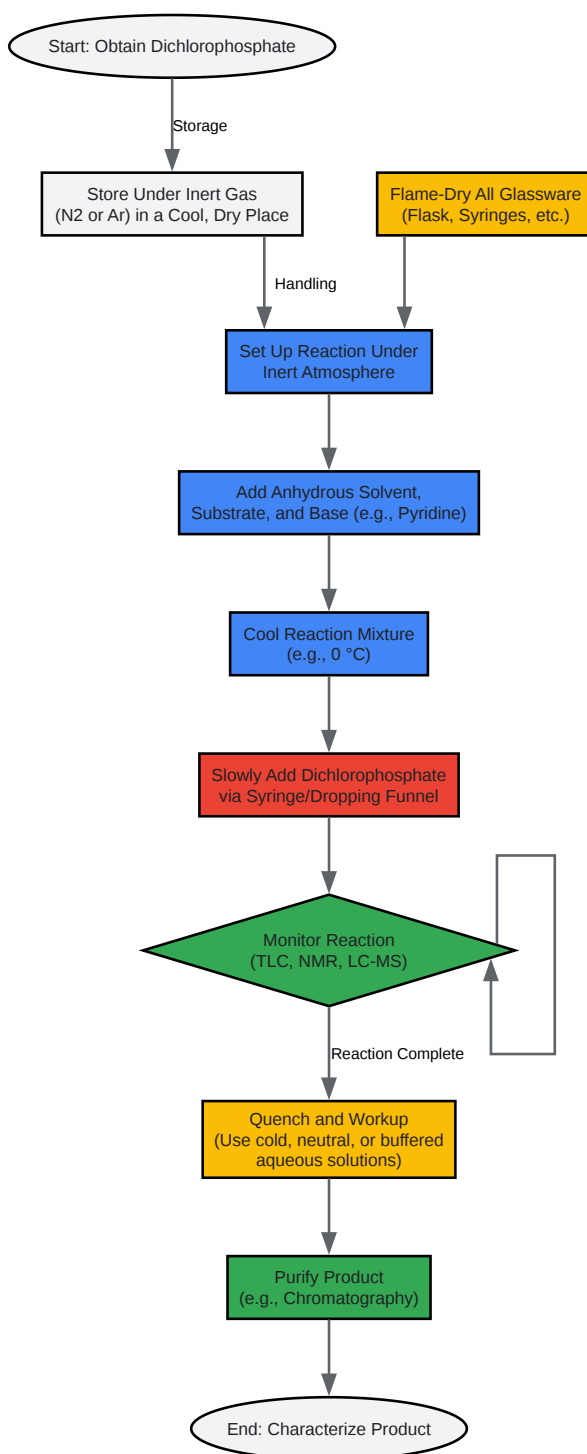 Start: Obtain Dichlorophosphate
Storage
Store Under Inert Gas
(N2 or Ar) in a Cool, Dry Place
Flame-Dry All Glassware
(Flask, Syringes, etc.)
Handling
Set Up Reaction Under
Inert Atmosphere
Add Anhydrous Solvent,
Substrate, and Base (e.g., Pyridine)
Cool Reaction Mixture
(e.g., 0 °C)
Slowly Add Dichlorophosphate
via Syringe/Dropping Funnel
Monitor Reaction
(TLC, NMR, LC-MS)
Reaction Complete
Quench and Workup
(Use cold, neutral, or buffered
aqueous solutions)
Purify Product
(e.g., Chromatography)
End: Characterize Product